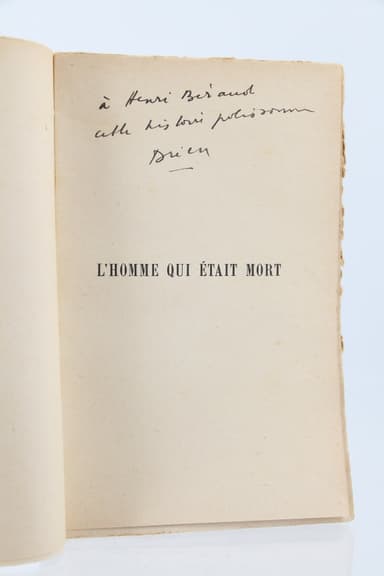 à Henri Béraud
cette histoire polissonne
Drieu
L'HOMME QUI ÉTAIT MORT